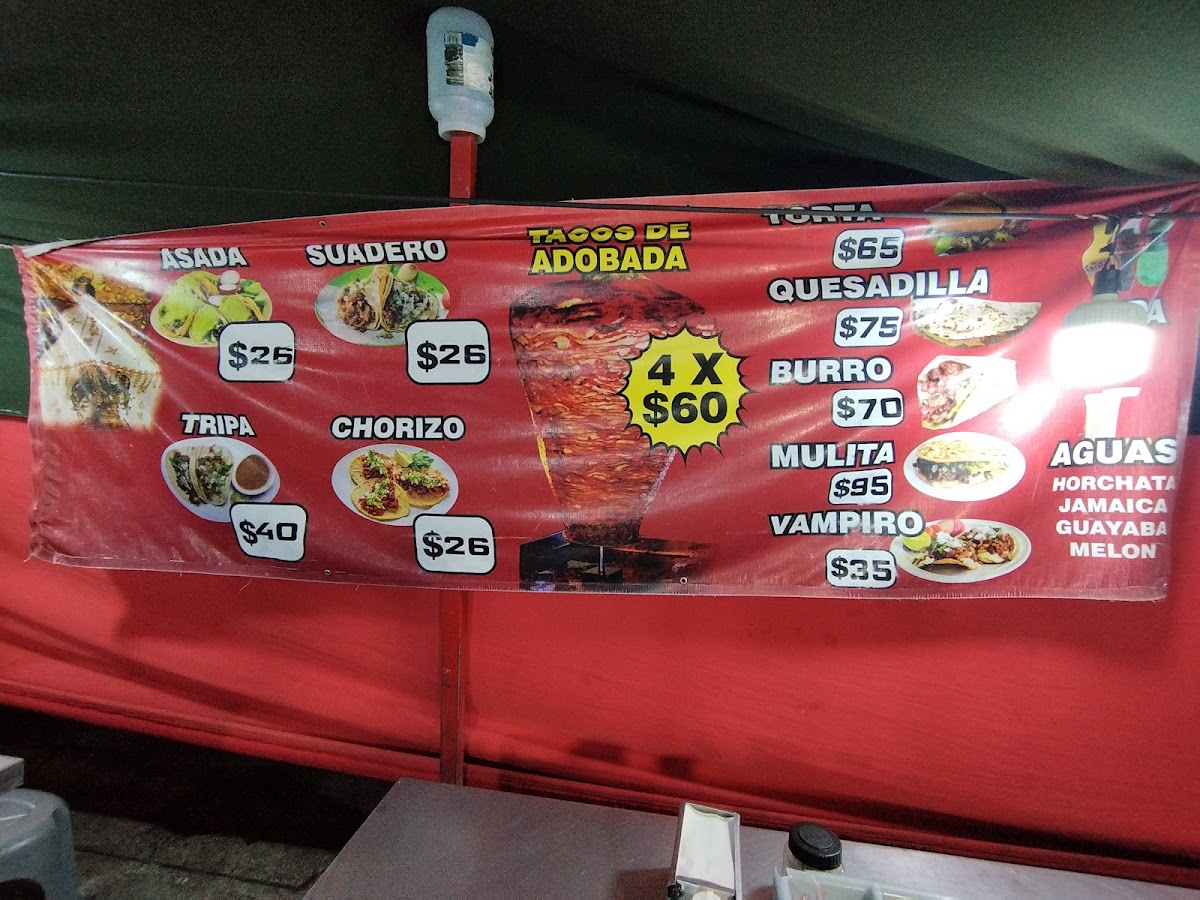 ASADA
$26
SUADERO
$26
TRIPA
$40
CHORIZO
$26
TACOS DE
ADOBADA
4 X
$60
TORTA
$65
QUESADILLA
$75
BURRO
$70
MULITA
$95
VAMPIRO
$35
AGUAS
HORCHATA
JAMAICA
GUAYABA
MELON